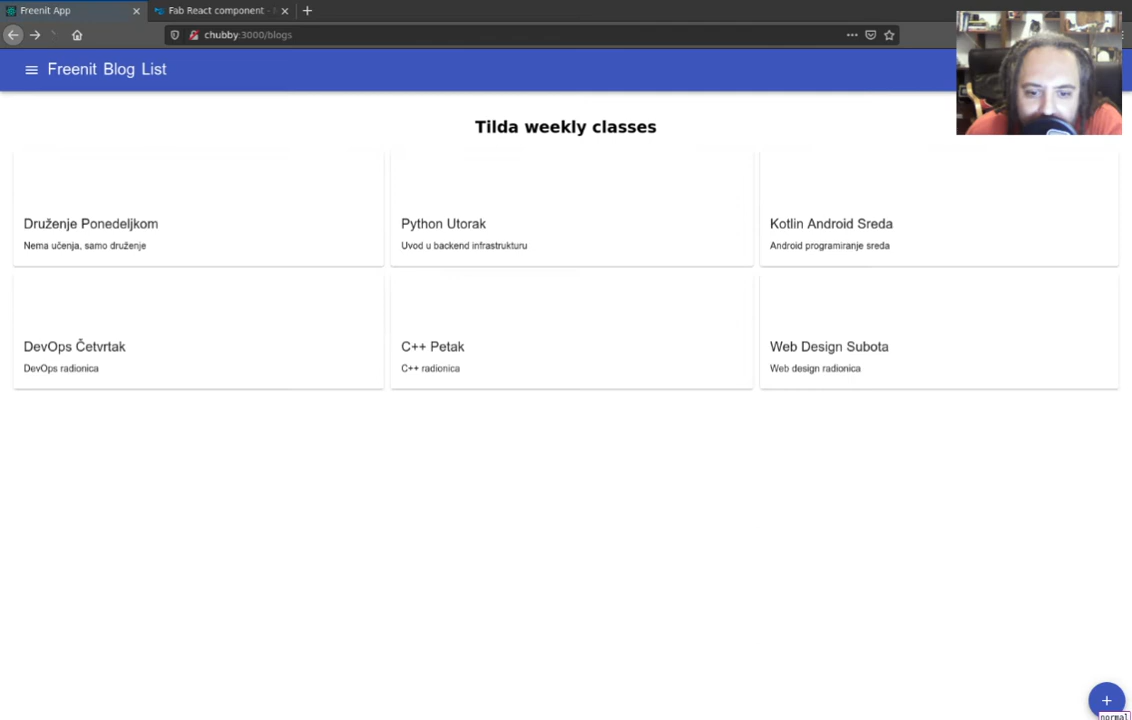 Freenit App
Fab React component -
chubby:3000/blogs
Freenit Blog List
Tilda weekly classes
Druženje Ponedeljkom
Nema učenja, samo druženje
Python Utorak
Uvod u backend infrastrukturu
Kotlin Android Sreda
Android programiranje sreda
DevOps Četvrtak
DevOps radionica
C++ Petak
C++ radionica
Web Design Subota
Web design radionica
normal